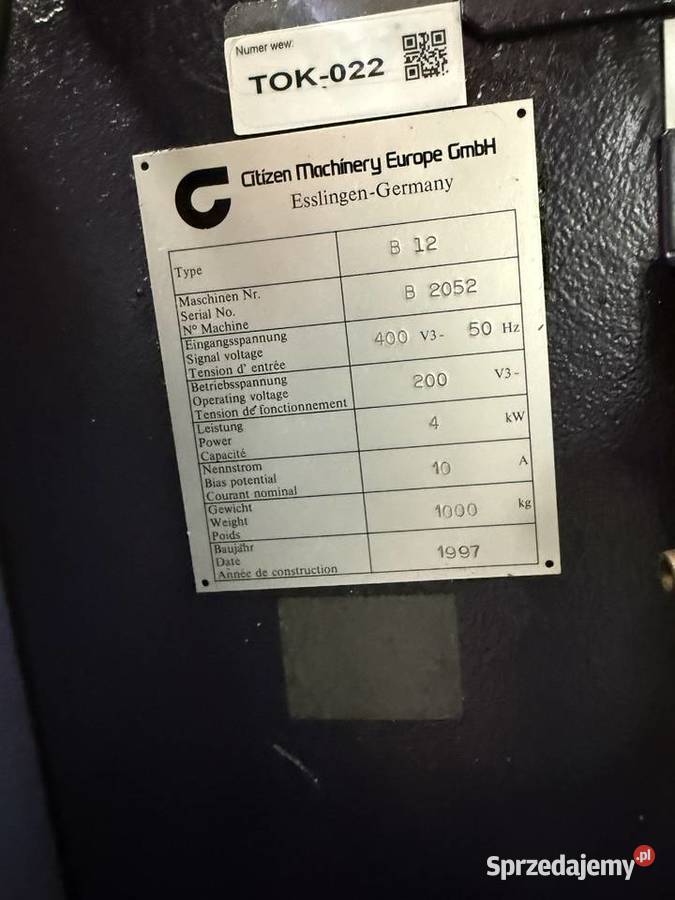 Numer wew.
TOK-022
Citizen Machinery Europe GmbH
Esslingen-Germany
Type
B 12
Maschinen Nr.
Serial No.
Nº Machine
B 2052
Eingangsspannung
Signal voltage
Tension d' entrée
400 V3~ 50 Hz
Betriebsspannung
Operating voltage
Tension de fonctionnement
200 V3~
Leistung
Power
Capacité
4 kW
Nennstrom
Bias potential
Courant nominal
10 A
Gewicht
Weight
Poids
1000 kg
Baujahr
Date
Année de construction
1997
Sprzedajemy.pl